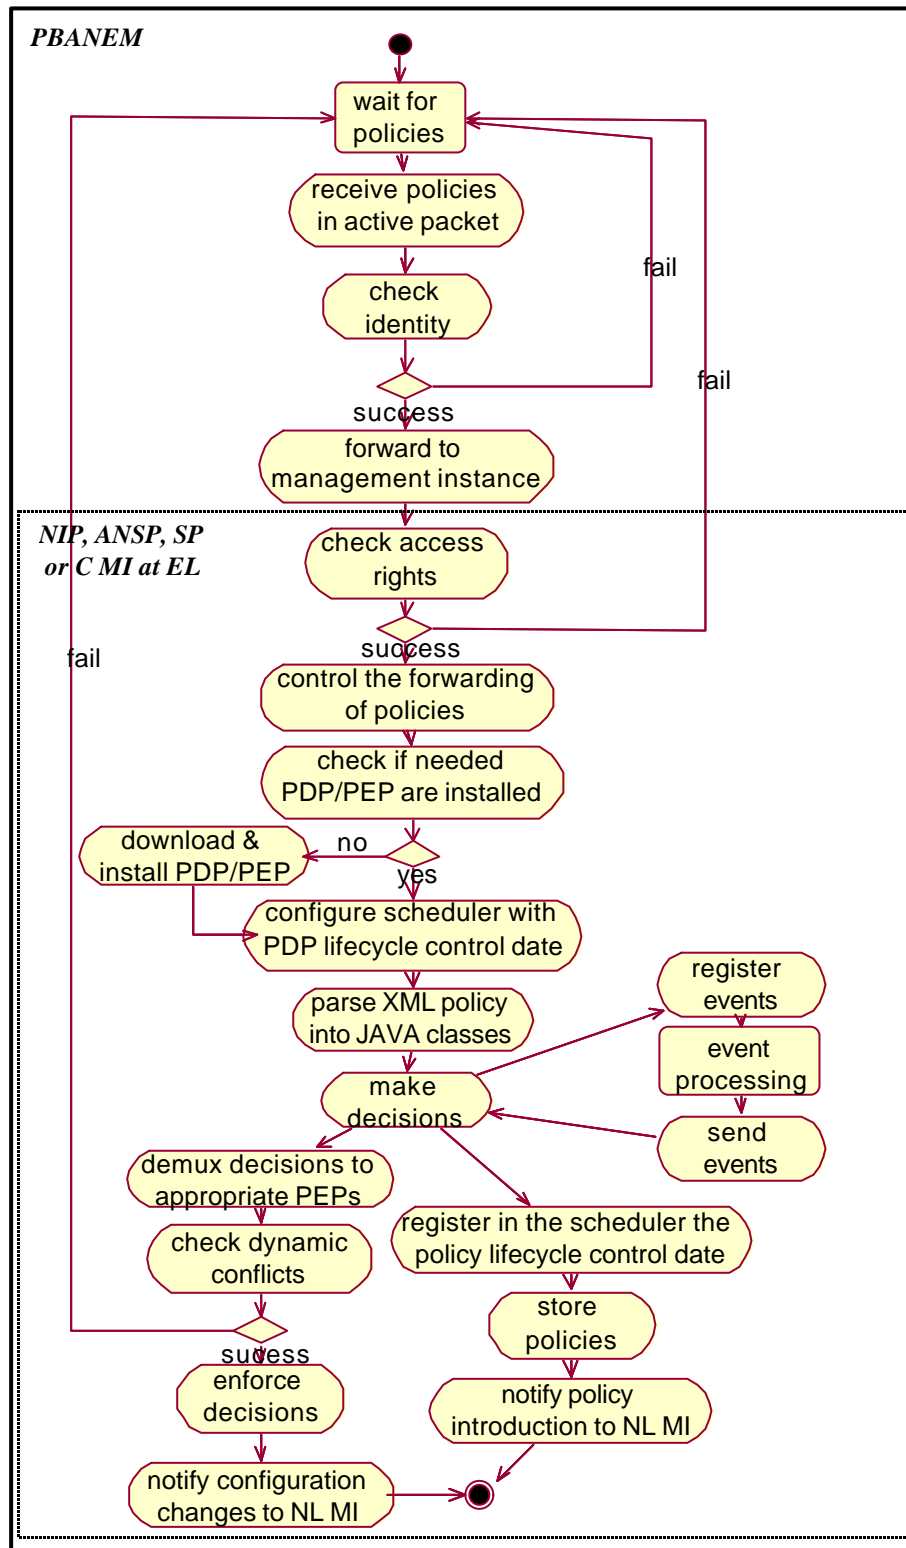 PBANEM
wait for
policies
receive policies
in active packet
fail
check
identity
fail
success
forward to
management instance
NIP, ANSP, SP
or C MI at EL
check access
rights
success
fail
control the forwarding
of policies
check if needed
PDP/PEP are installed
download &
install PDP/PEP
no
yes
configure scheduler with
PDP lifecycle control date
register
events
parse XML policy
into JAVA classes
event
processing
make
decisions
send
events
demux decisions to
appropriate PEPs
register in the scheduler the
policy lifecycle control date
check dynamic
conflicts
store
policies
sucess
enforce
decisions
notify policy
introduction to NL MI
notify configuration
changes to NL MI